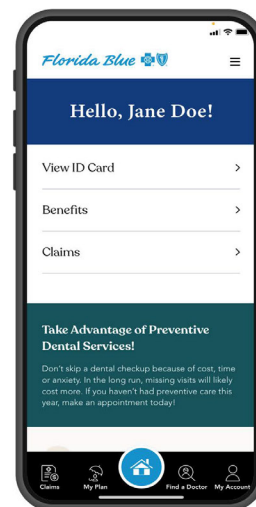 Florida Blue
Hello, Jane Doe!
View ID Card
Benefits
Claims
Take Advantage of Preventive
Dental Services!
Don't skip a dental checkup because of cost, time
or anxiety. In the long run, missing visits will likely
cost more. If you haven't had preventive care this
year, make an appointment today!
Claims My Plan Find a Doctor My Account